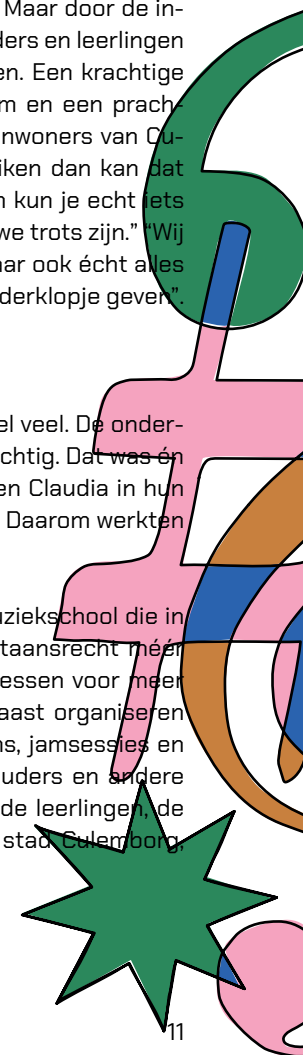 Maar door de in-
ders en leerlingen
en. Een krachtige
m en een prach-
nwoners van Cu-
iken dan kan dat
n kun je echt iets
we trots zijn.” “Wij
ar ook écht alles
derklopje geven”.
el veel. De onder-
chtig. Dat was én
en Claudia in hun
Daarom werkten
uziekschool die in
taansrecht méér
essen voor meer
aast organiseren
ns, jamsessies en
uders en andere
de leerlingen, de
stad Culemborg,
11